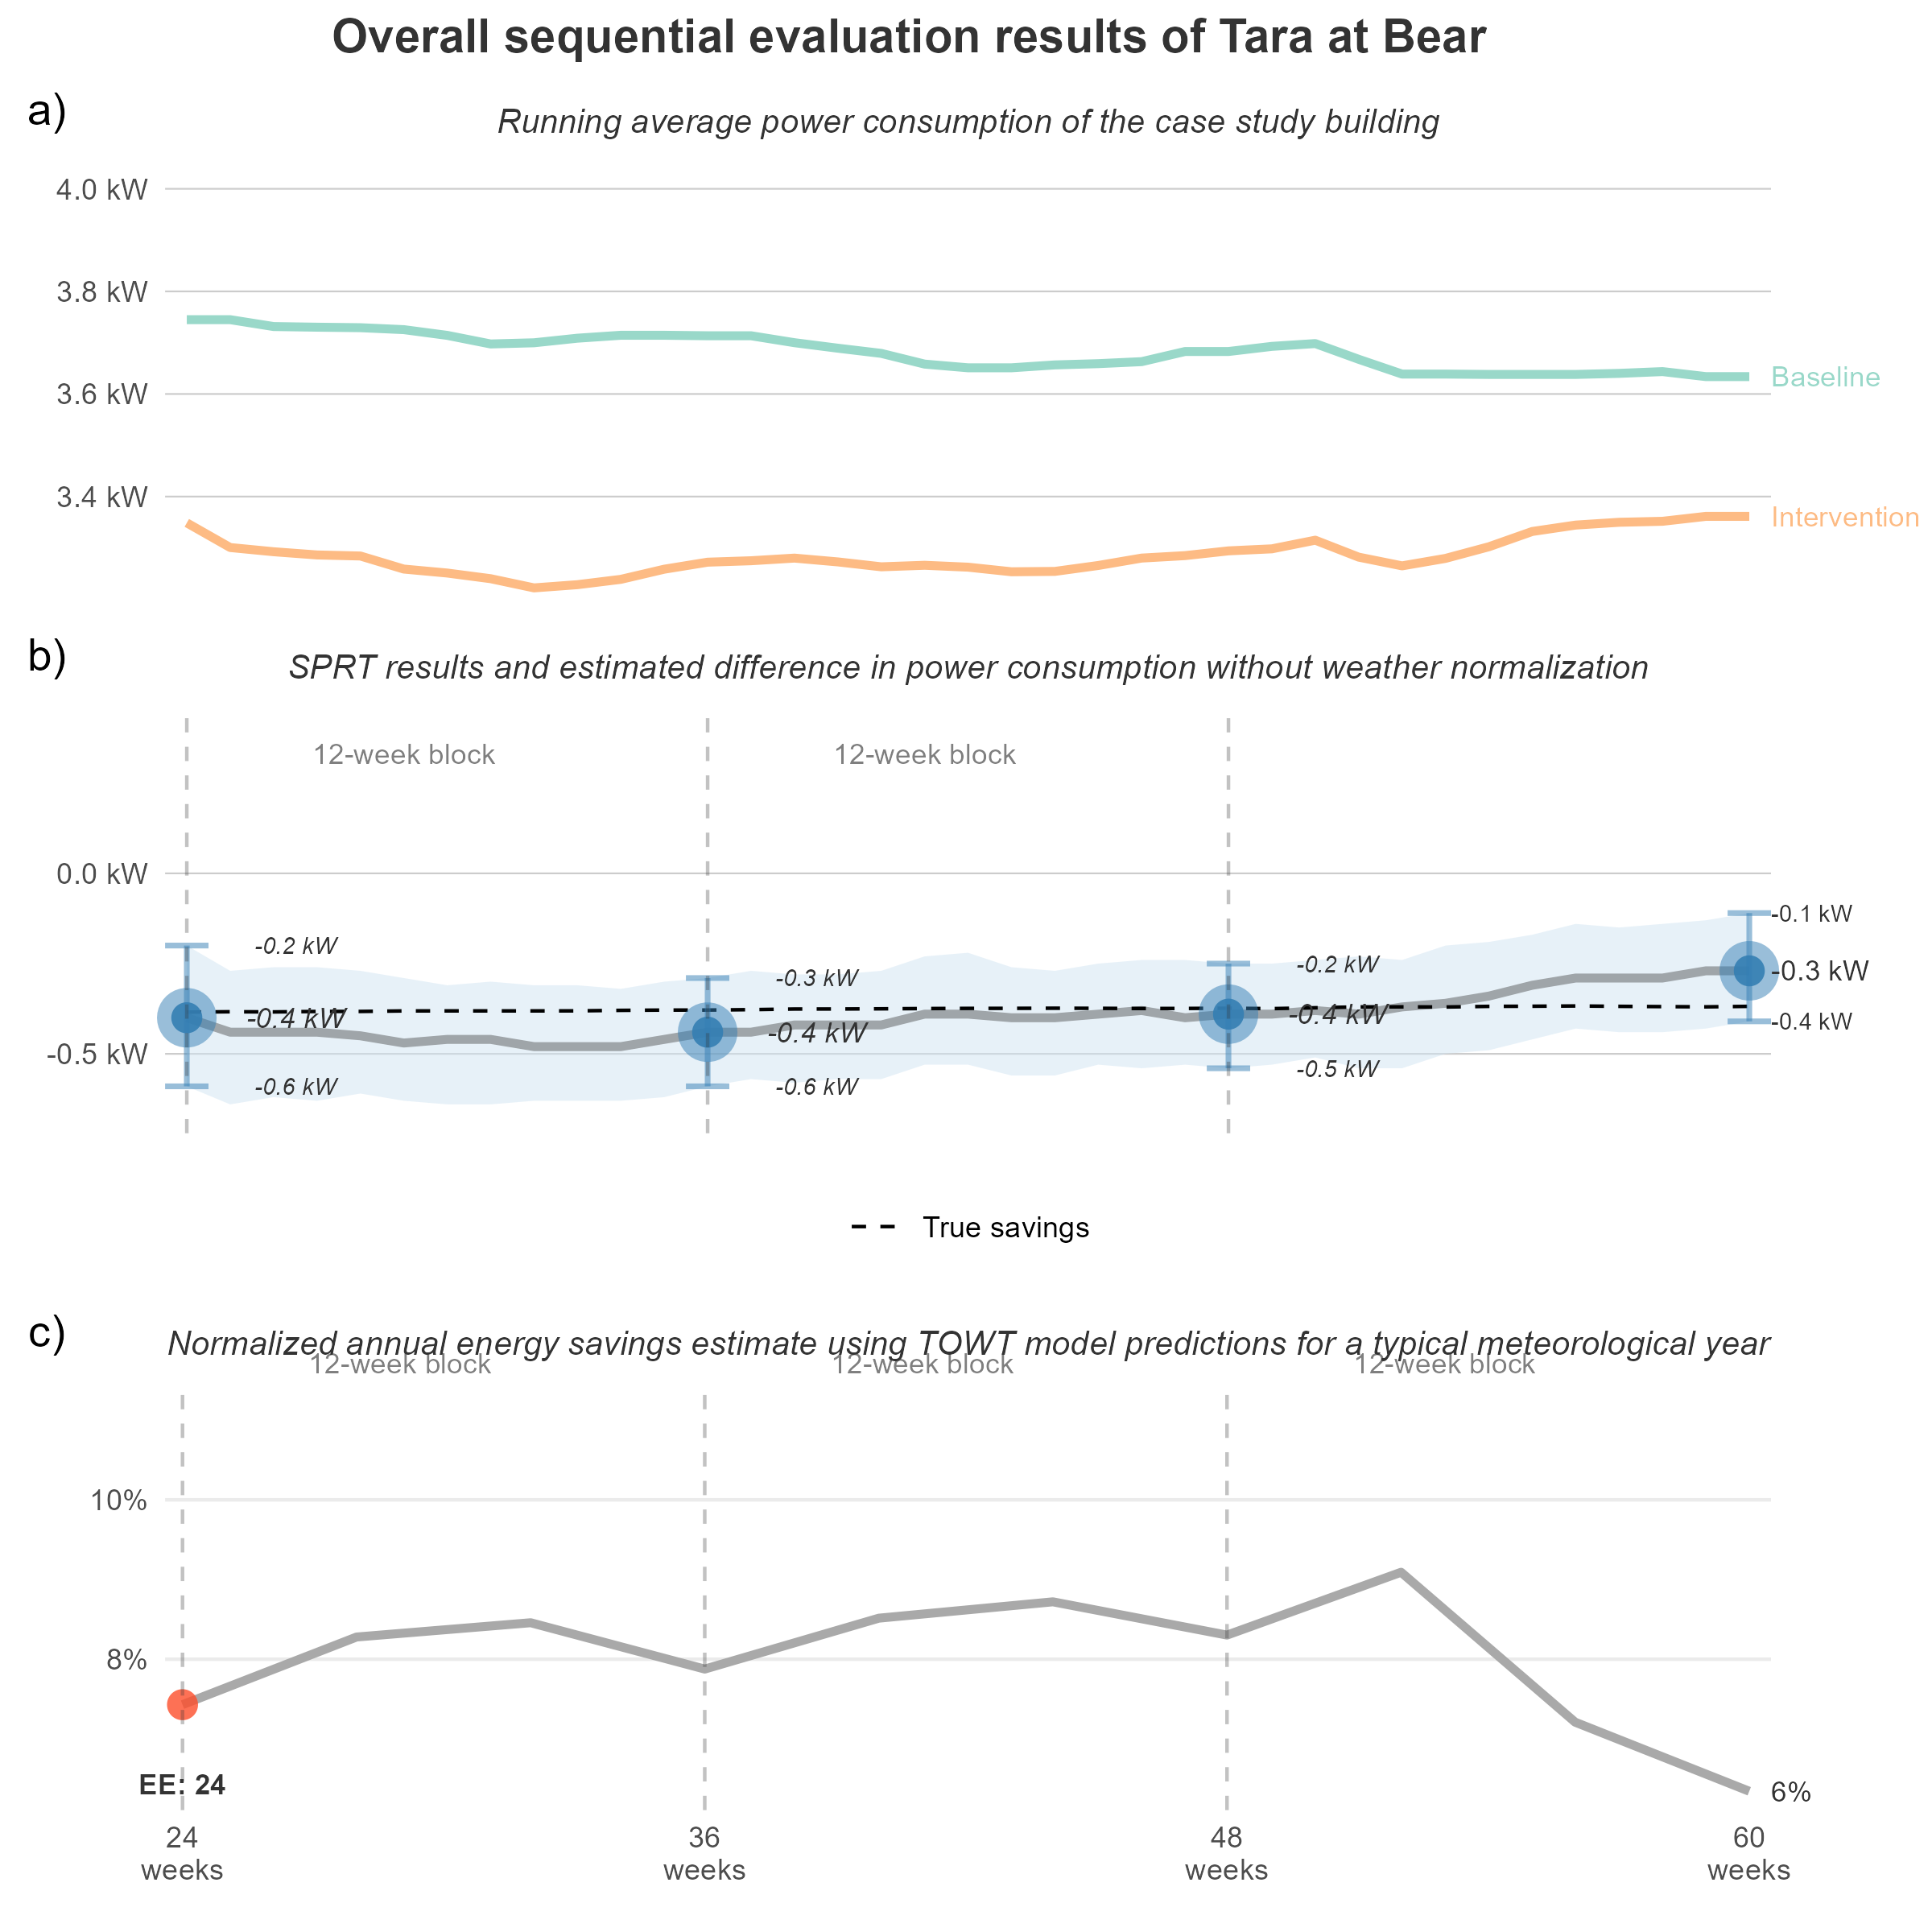 Overall sequential evaluation results of Tara at Bear
a)
Running average power consumption of the case study building
4.0 kW
3.8 kW
3.6 kW
3.4 kW
Baseline
Intervention
b)
SPRT results and estimated difference in power consumption without weather normalization
12-week block
12-week block
0.0 kW
-0.5 kW
-0.2 kW
-0.4 kW
-0.6 kW
-0.3 kW
-0.4 kW
-0.6 kW
-0.2 kW
-0.4 kW
-0.5 kW
-0.1 kW
-0.3 kW
-0.4 kW
True savings
c)
Normalized annual energy savings estimate using TOWT model predictions for a typical meteorological year
12-week block
12-week block
12-week block
10%
8%
EE: 24
6%
24
weeks
36
weeks
48
weeks
60
weeks